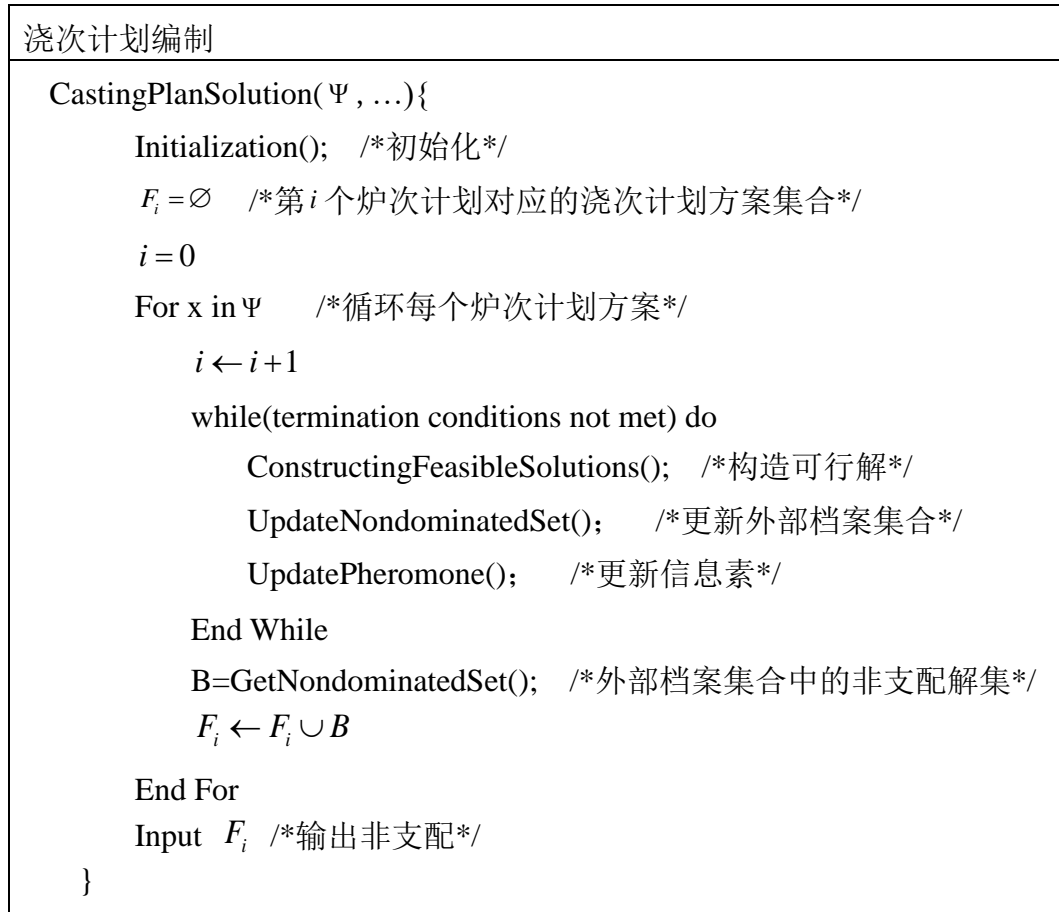 浇次计划编制
CastingPlanSolution(Ψ, …){
Initialization(); /*初始化*/
F_i = ∅ /*第 i 个炉次计划对应的浇次计划方案集合*/
i = 0
For x in Ψ /*循环每个炉次计划方案*/
i ← i + 1
while(termination conditions not met) do
ConstructingFeasibleSolutions(); /*构造可行解*/
UpdateNondominatedSet(); /*更新外部档案集合*/
UpdatePheromone(); /*更新信息素*/
End While
B=GetNondominatedSet(); /*外部档案集合中的非支配解集*/
F_i ← F_i ∪ B
End For
Input F_i /*输出非支配*/
}